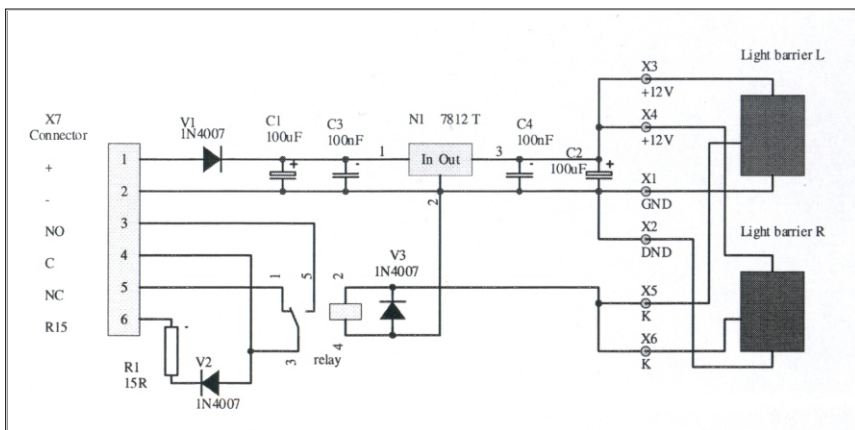 X7
Connector
1
+
2
-
3
NO
4
C
5
NC
6
R15
V1
1N4007
C1
100uF
+
C3
100nF
N1
7812 T
1
In Out
3
2
C4
100nF
C2
100uF
+
X3
+12V
X4
+12V
X1
GND
X2
DND
X5
K
X6
K
Light barrier L
Light barrier R
1
5
3
relay
2
4
V3
1N4007
R1
15R
V2
1N4007